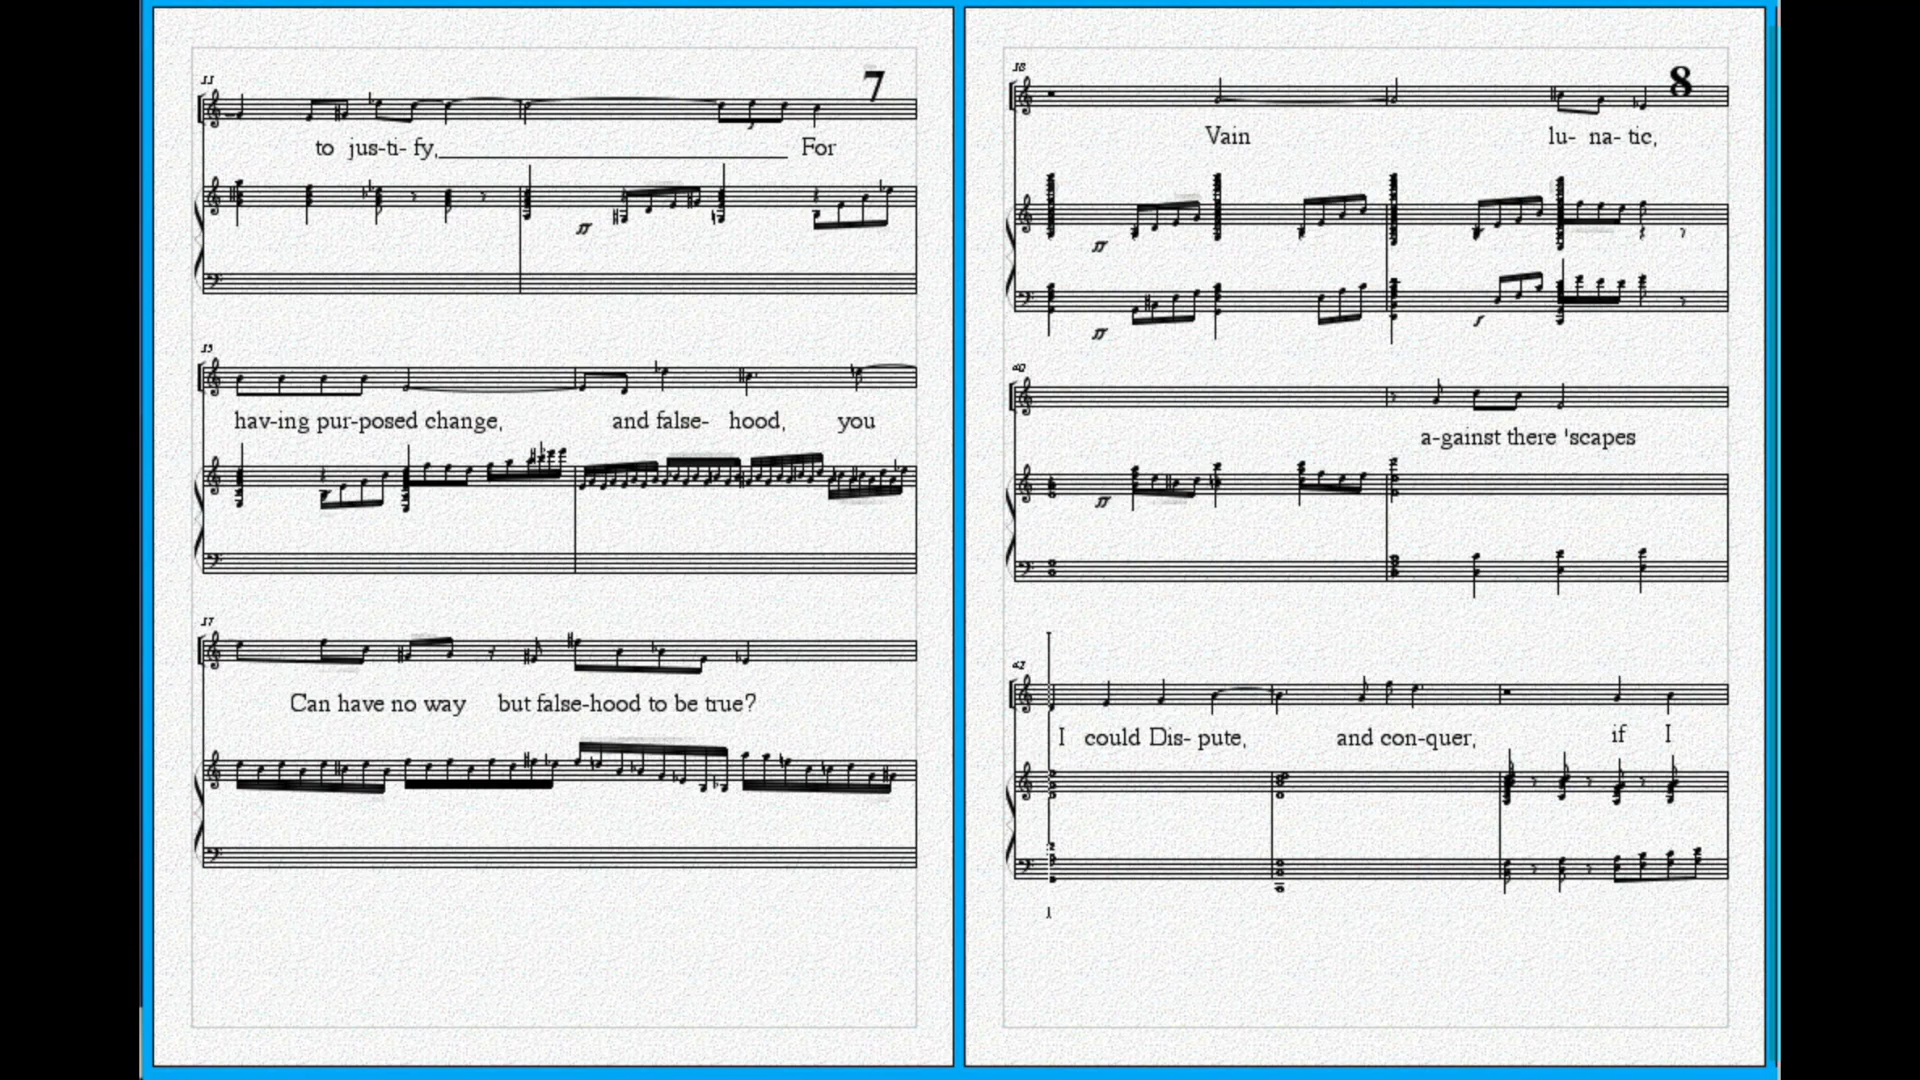 7
to jus-ti- fy, For
hav-ing pur-posed change, and false- hood, you
17
Can have no way but false-hood to be true?
8
Vain lu- na- tic,
a-gainst there 'scapes
I could Dis- pute, and con-quer, if I